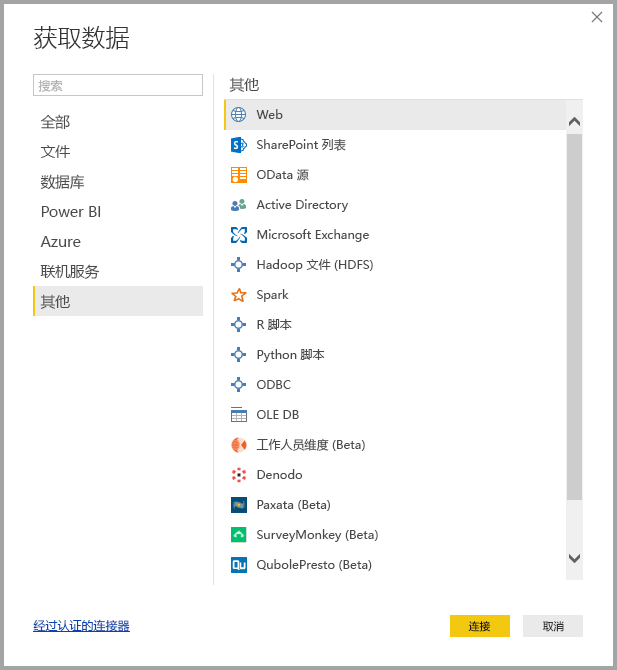 获取数据
搜索
全部
文件
数据库
Power BI
Azure
联机服务
其他
其他
Web
SharePoint 列表
OData 源
Active Directory
Microsoft Exchange
Hadoop 文件 (HDFS)
Spark
R 脚本
Python 脚本
ODBC
OLE DB
工作人员维度 (Beta)
Denodo
Paxata (Beta)
SurveyMonkey (Beta)
QubolePresto (Beta)
经过认证的连接器
连接
取消